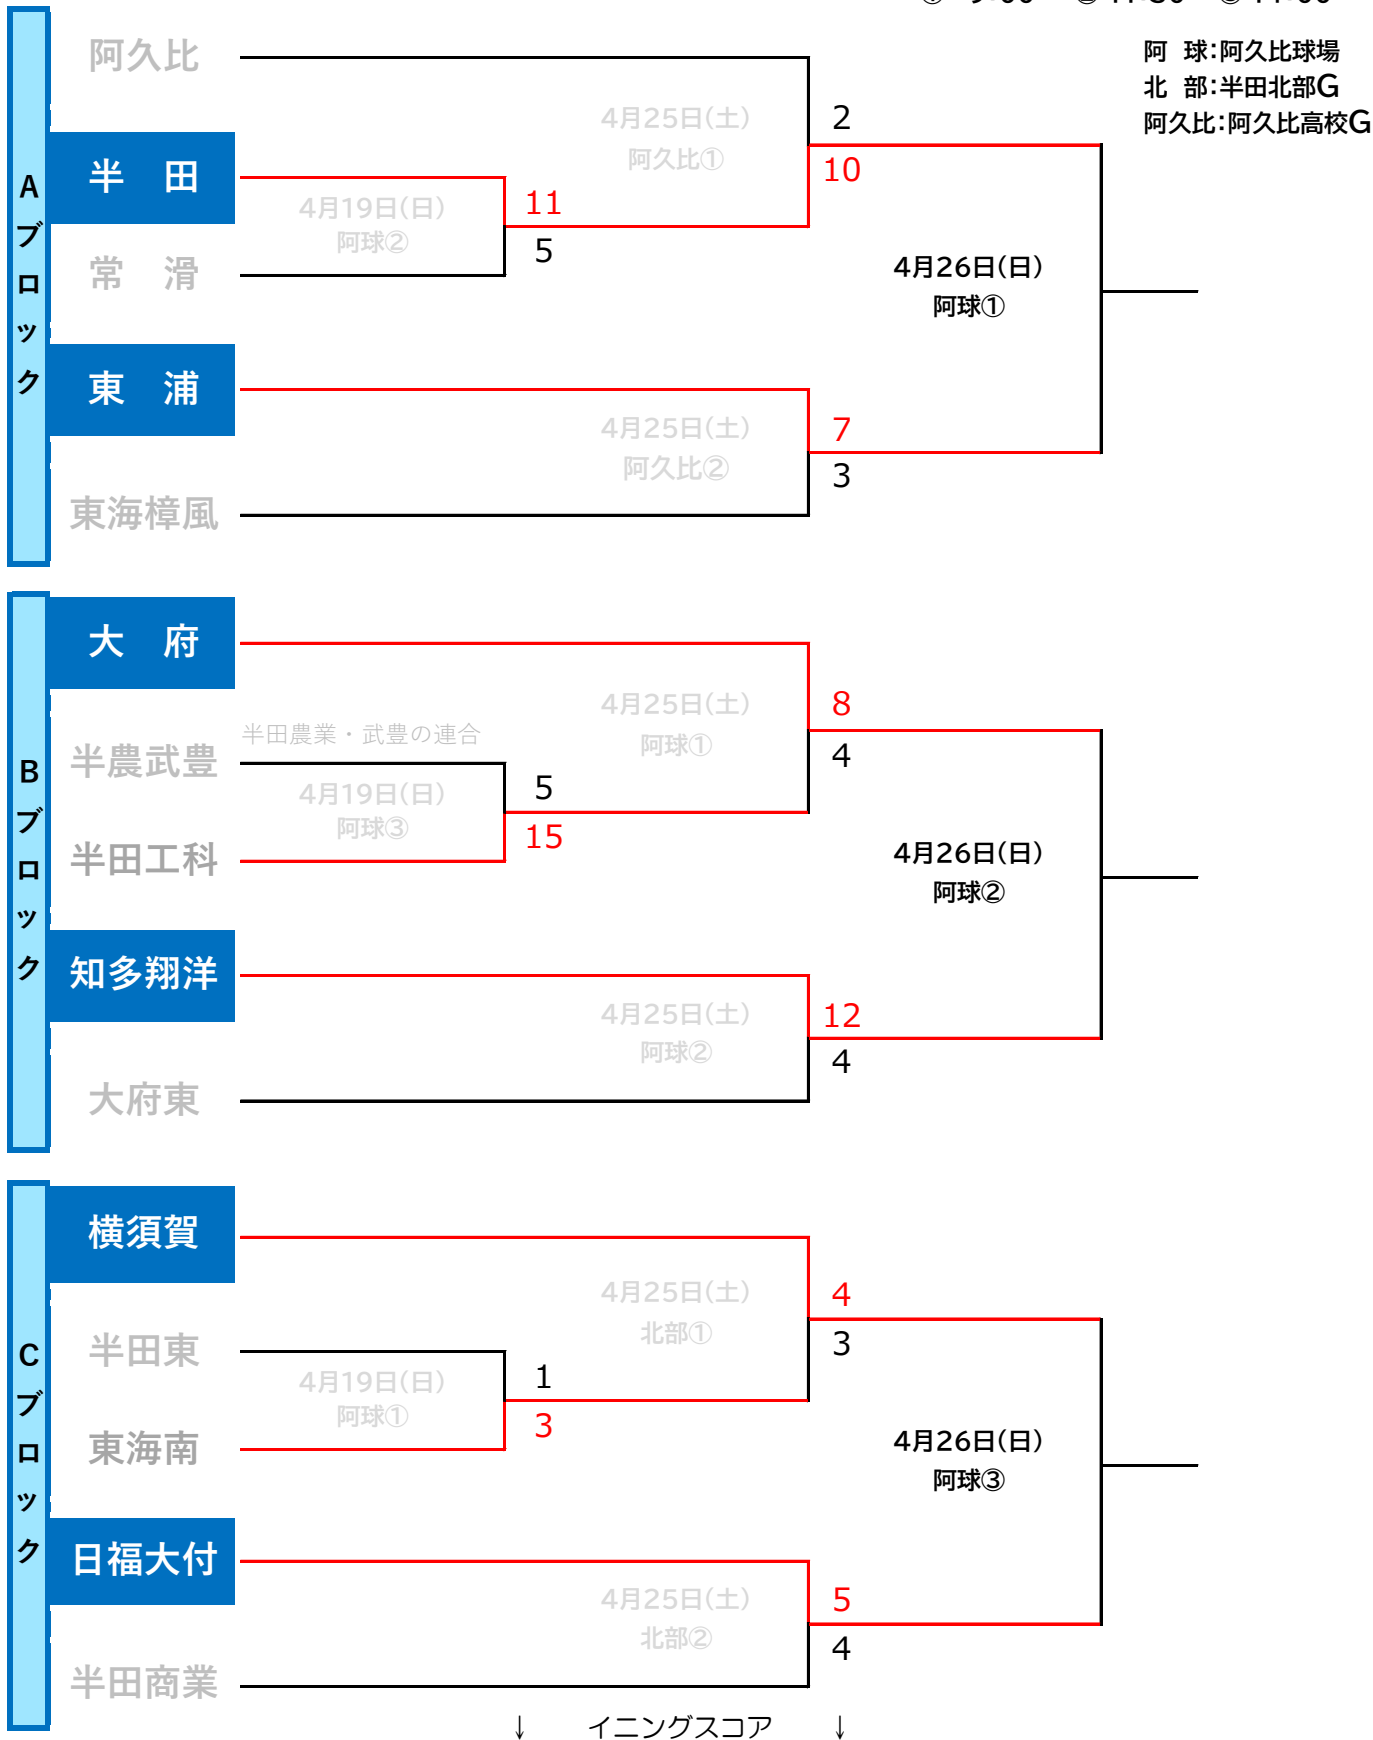 阿 球：阿久比球場
北 部：半田北部G
阿久比：阿久比高校G
Aブロック
阿久比
4月25日(土)
阿久比①
2
10
半 田
4月19日(日)
阿球②
11
5
常 滑
4月26日(日)
阿球①
東 浦
4月25日(土)
阿久比②
7
3
東海樟風
Bブロック
大 府
4月25日(土)
阿球①
8
4
半田農業・武豊の連合
半農武豊
4月19日(日)
阿球③
5
15
半田工科
4月26日(日)
阿球②
知多翔洋
4月25日(土)
阿球②
12
4
大府東
Cブロック
横須賀
4月25日(土)
北部①
4
3
半田東
4月19日(日)
阿球①
1
3
東海南
4月26日(日)
阿球③
日福大付
4月25日(土)
北部②
5
4
半田商業
↓ イニングスコア ↓